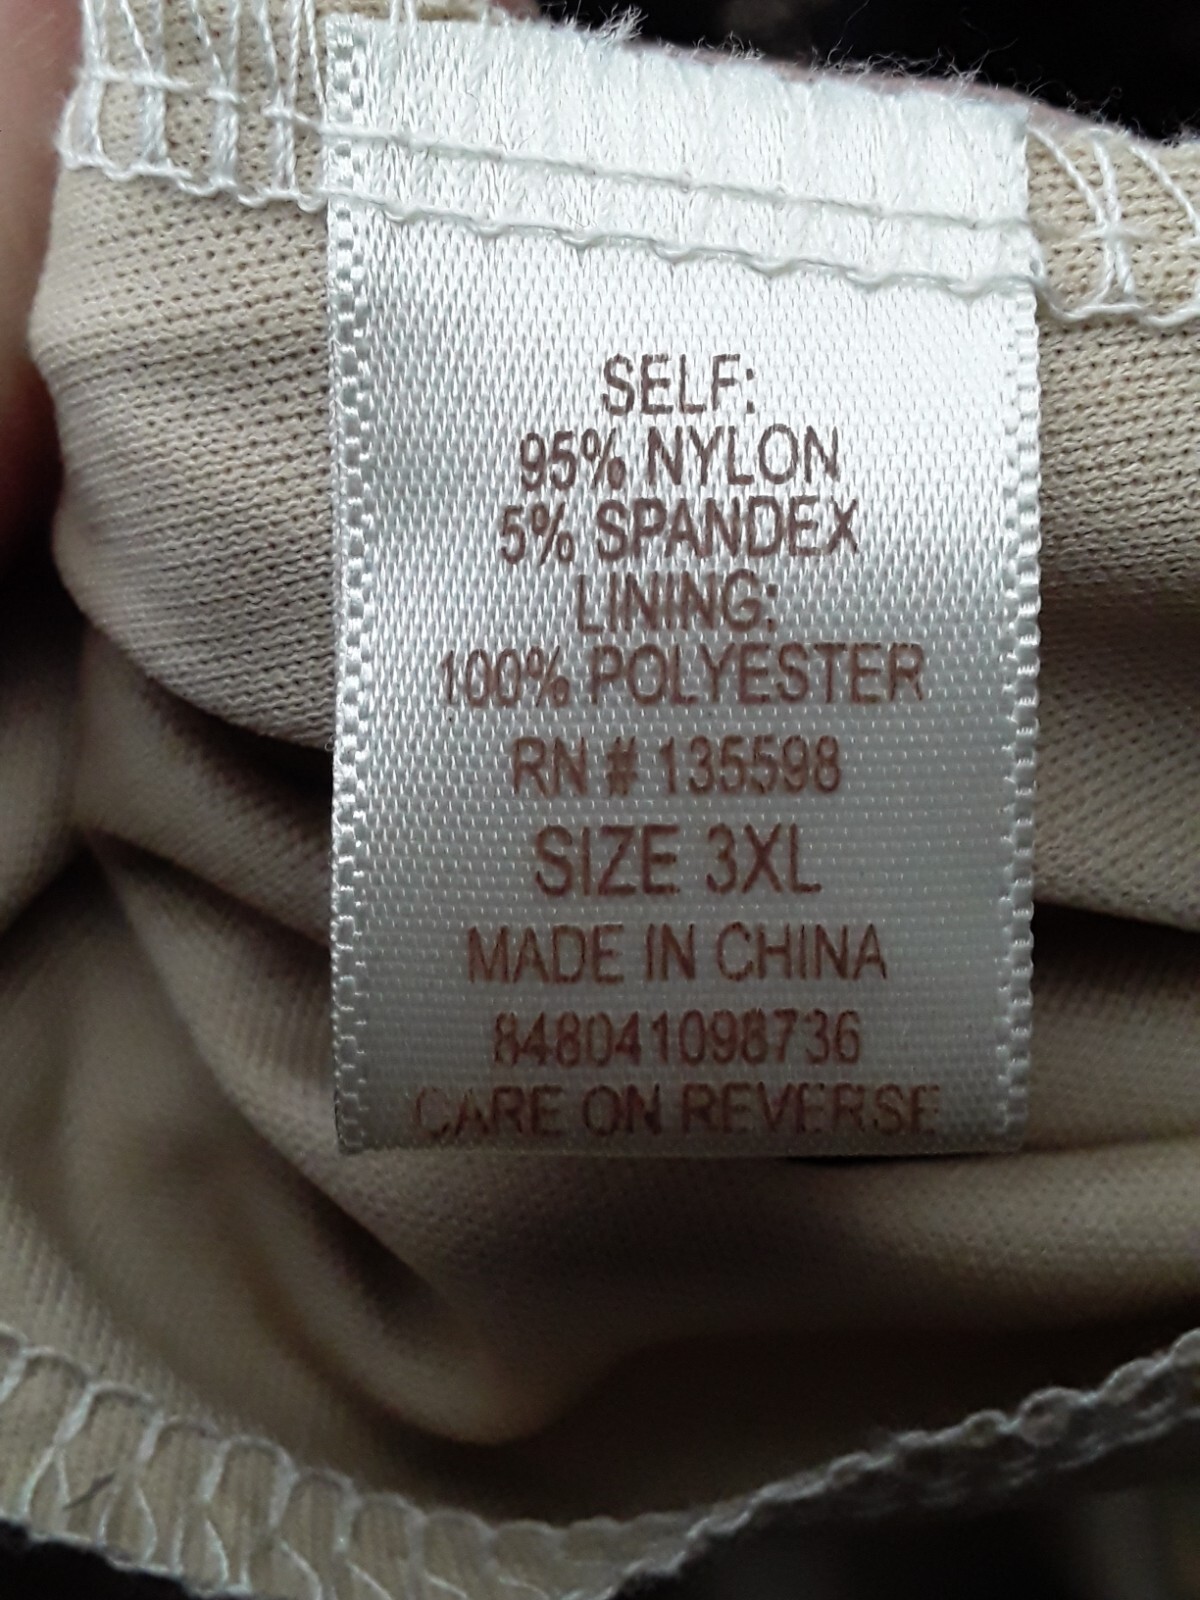 SELF:
95% NYLON
5% SPANDEX
LINING:
100% POLYESTER
RN # 135598
SIZE 3XL
MADE IN CHINA
848041098736
CARE ON REVERSE